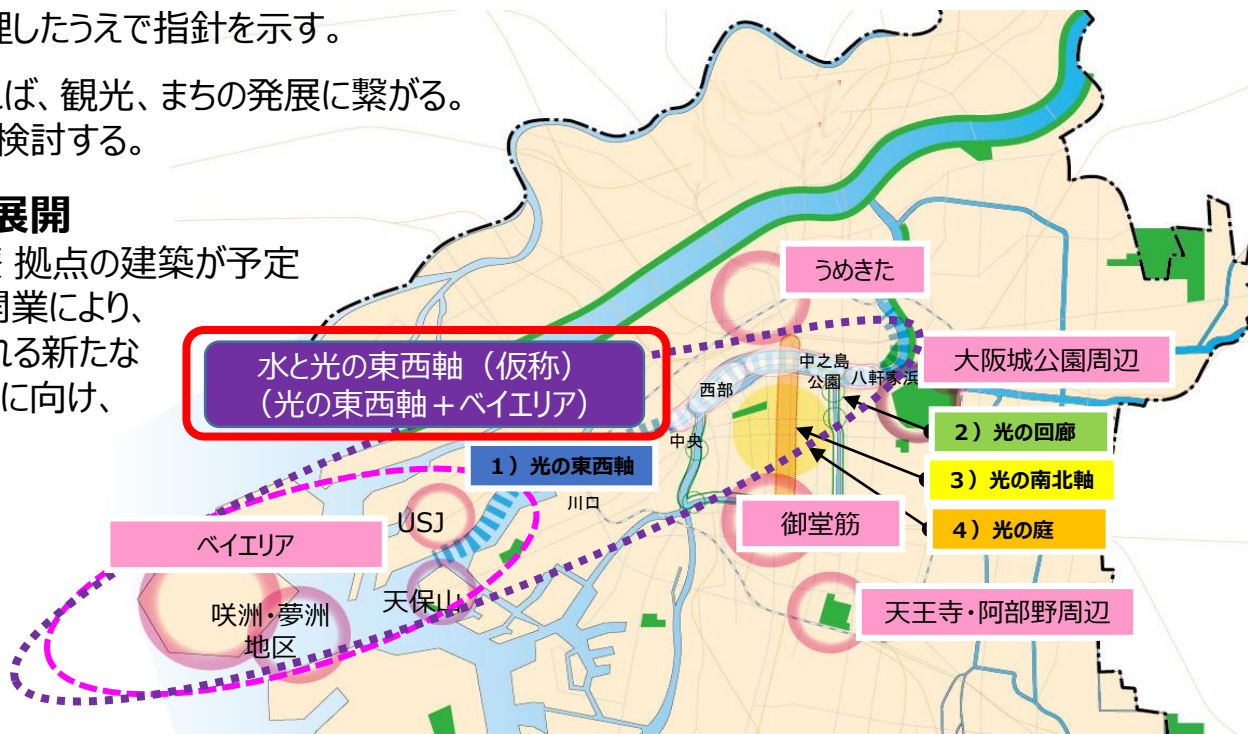 理したうえで指針を示す。
れば、観光、まちの発展に繋がる。
検討する。
展開
拠点の建築が予定
開業により、
れる新たな
に向け、
うめきた
水と光の東西軸（仮称）
（光の東西軸＋ベイエリア）
中之島
公園
八軒家浜
大阪城公園周辺
西部
2）光の回廊
中央
1）光の東西軸
3）光の南北軸
川口
USJ
御堂筋
4）光の庭
ベイエリア
天保山
咲洲・夢洲
地区
天王寺・阿部野周辺